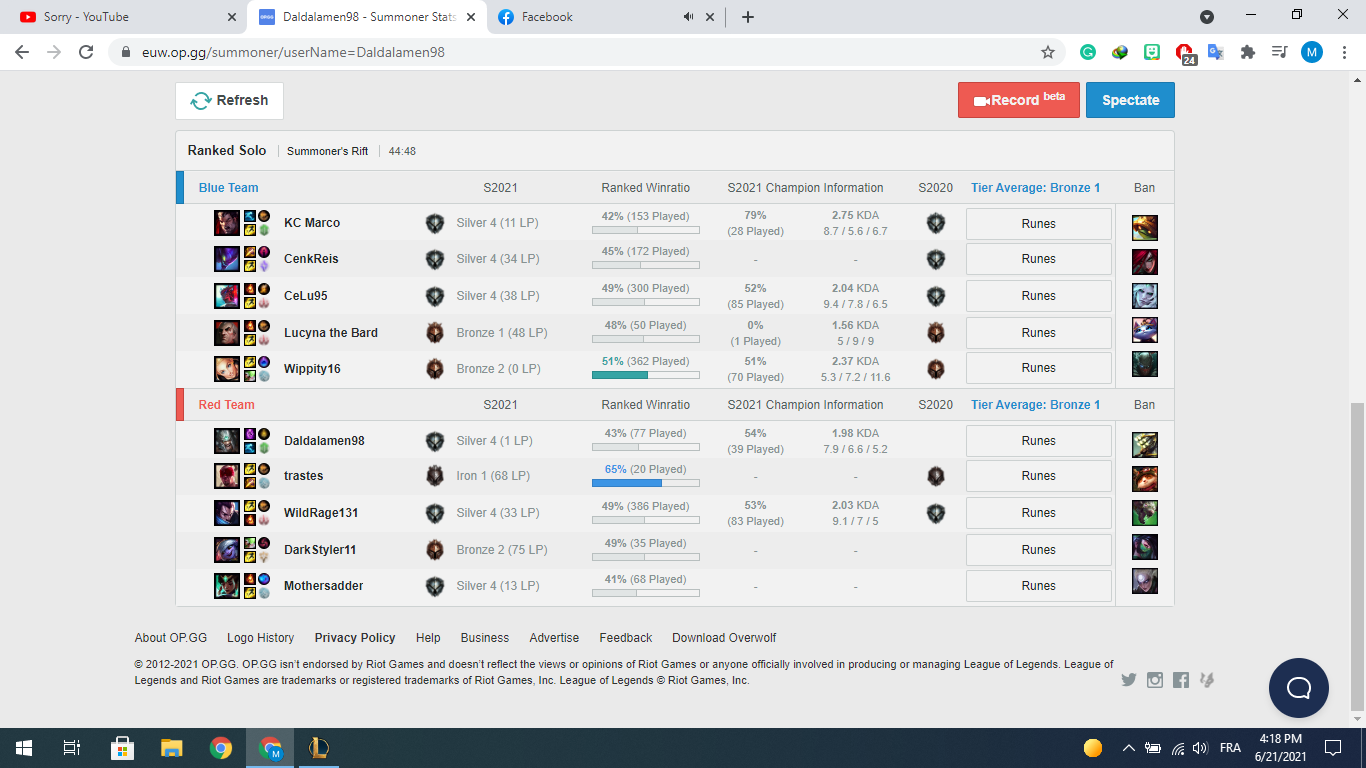 Sorry - YouTube
Daldalamen98 - Summoner Stats
Facebook
euw.op.gg/summoner/userName=Daldalamen98
24
M
Refresh
Record beta
Spectate
Ranked Solo | Summoner's Rift | 44:48
Blue Team S2021 Ranked Winratio S2021 Champion Information S2020 Tier Average: Bronze 1 Ban
KC Marco Silver 4 (11 LP) 42% (153 Played) 79% (28 Played) 2.75 KDA 8.7 / 5.6 / 6.7 Runes
CenkReis Silver 4 (34 LP) 45% (172 Played) - - Runes
CeLu95 Silver 4 (38 LP) 49% (300 Played) 52% (85 Played) 2.04 KDA 9.4 / 7.8 / 6.5 Runes
Lucyna the Bard Bronze 1 (48 LP) 48% (50 Played) 0% (1 Played) 1.56 KDA 5 / 9 / 9 Runes
Wippity16 Bronze 2 (0 LP) 51% (362 Played) 51% (70 Played) 2.37 KDA 5.3 / 7.2 / 11.6 Runes
Red Team S2021 Ranked Winratio S2021 Champion Information S2020 Tier Average: Bronze 1 Ban
Daldalamen98 Silver 4 (1 LP) 43% (77 Played) 54% (39 Played) 1.98 KDA 7.9 / 6.6 / 5.2 Runes
trastes Iron 1 (68 LP) 65% (20 Played) - - Runes
WildRage131 Silver 4 (33 LP) 49% (386 Played) 53% (83 Played) 2.03 KDA 9.1 / 7 / 5 Runes
DarkStyler11 Bronze 2 (75 LP) 49% (35 Played) - - Runes
Mothersadder Silver 4 (13 LP) 41% (68 Played) - - Runes
About OP.GG Logo History Privacy Policy Help Business Advertise Feedback Download Overwolf
© 2012-2021 OP.GG. OP.GG isn't endorsed by Riot Games and doesn't reflect the views or opinions of Riot Games or anyone officially involved in producing or managing League of Legends. League of
Legends and Riot Games are trademarks or registered trademarks of Riot Games, Inc. League of Legends © Riot Games, Inc.
FRA
4:18 PM
6/21/2021